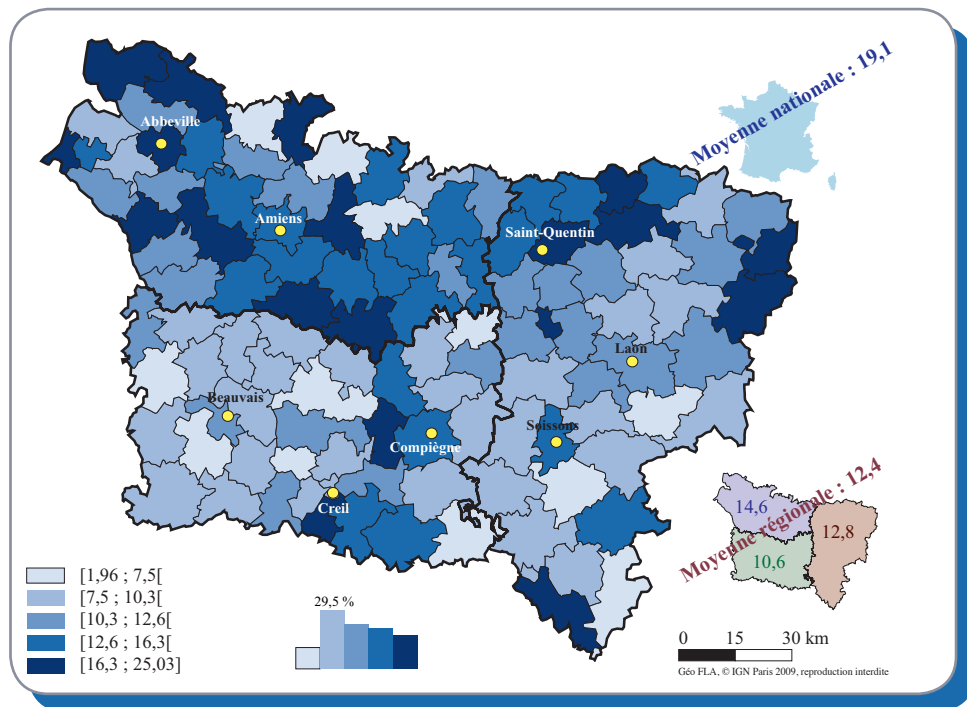 Moyenne nationale : 19,1
Abbeville
Amiens
Saint-Quentin
Laon
Beauvais
Soissons
Compiègne
Creil
Moyenne régionale : 12,4
14,6
12,8
10,6
[1,96 ; 7,5[
[7,5 ; 10,3[
[10,3 ; 12,6[
[12,6 ; 16,3[
[16,3 ; 25,03]
29,5 %
0 15 30 km
Géo FLA, © IGN Paris 2009, reproduction interdite